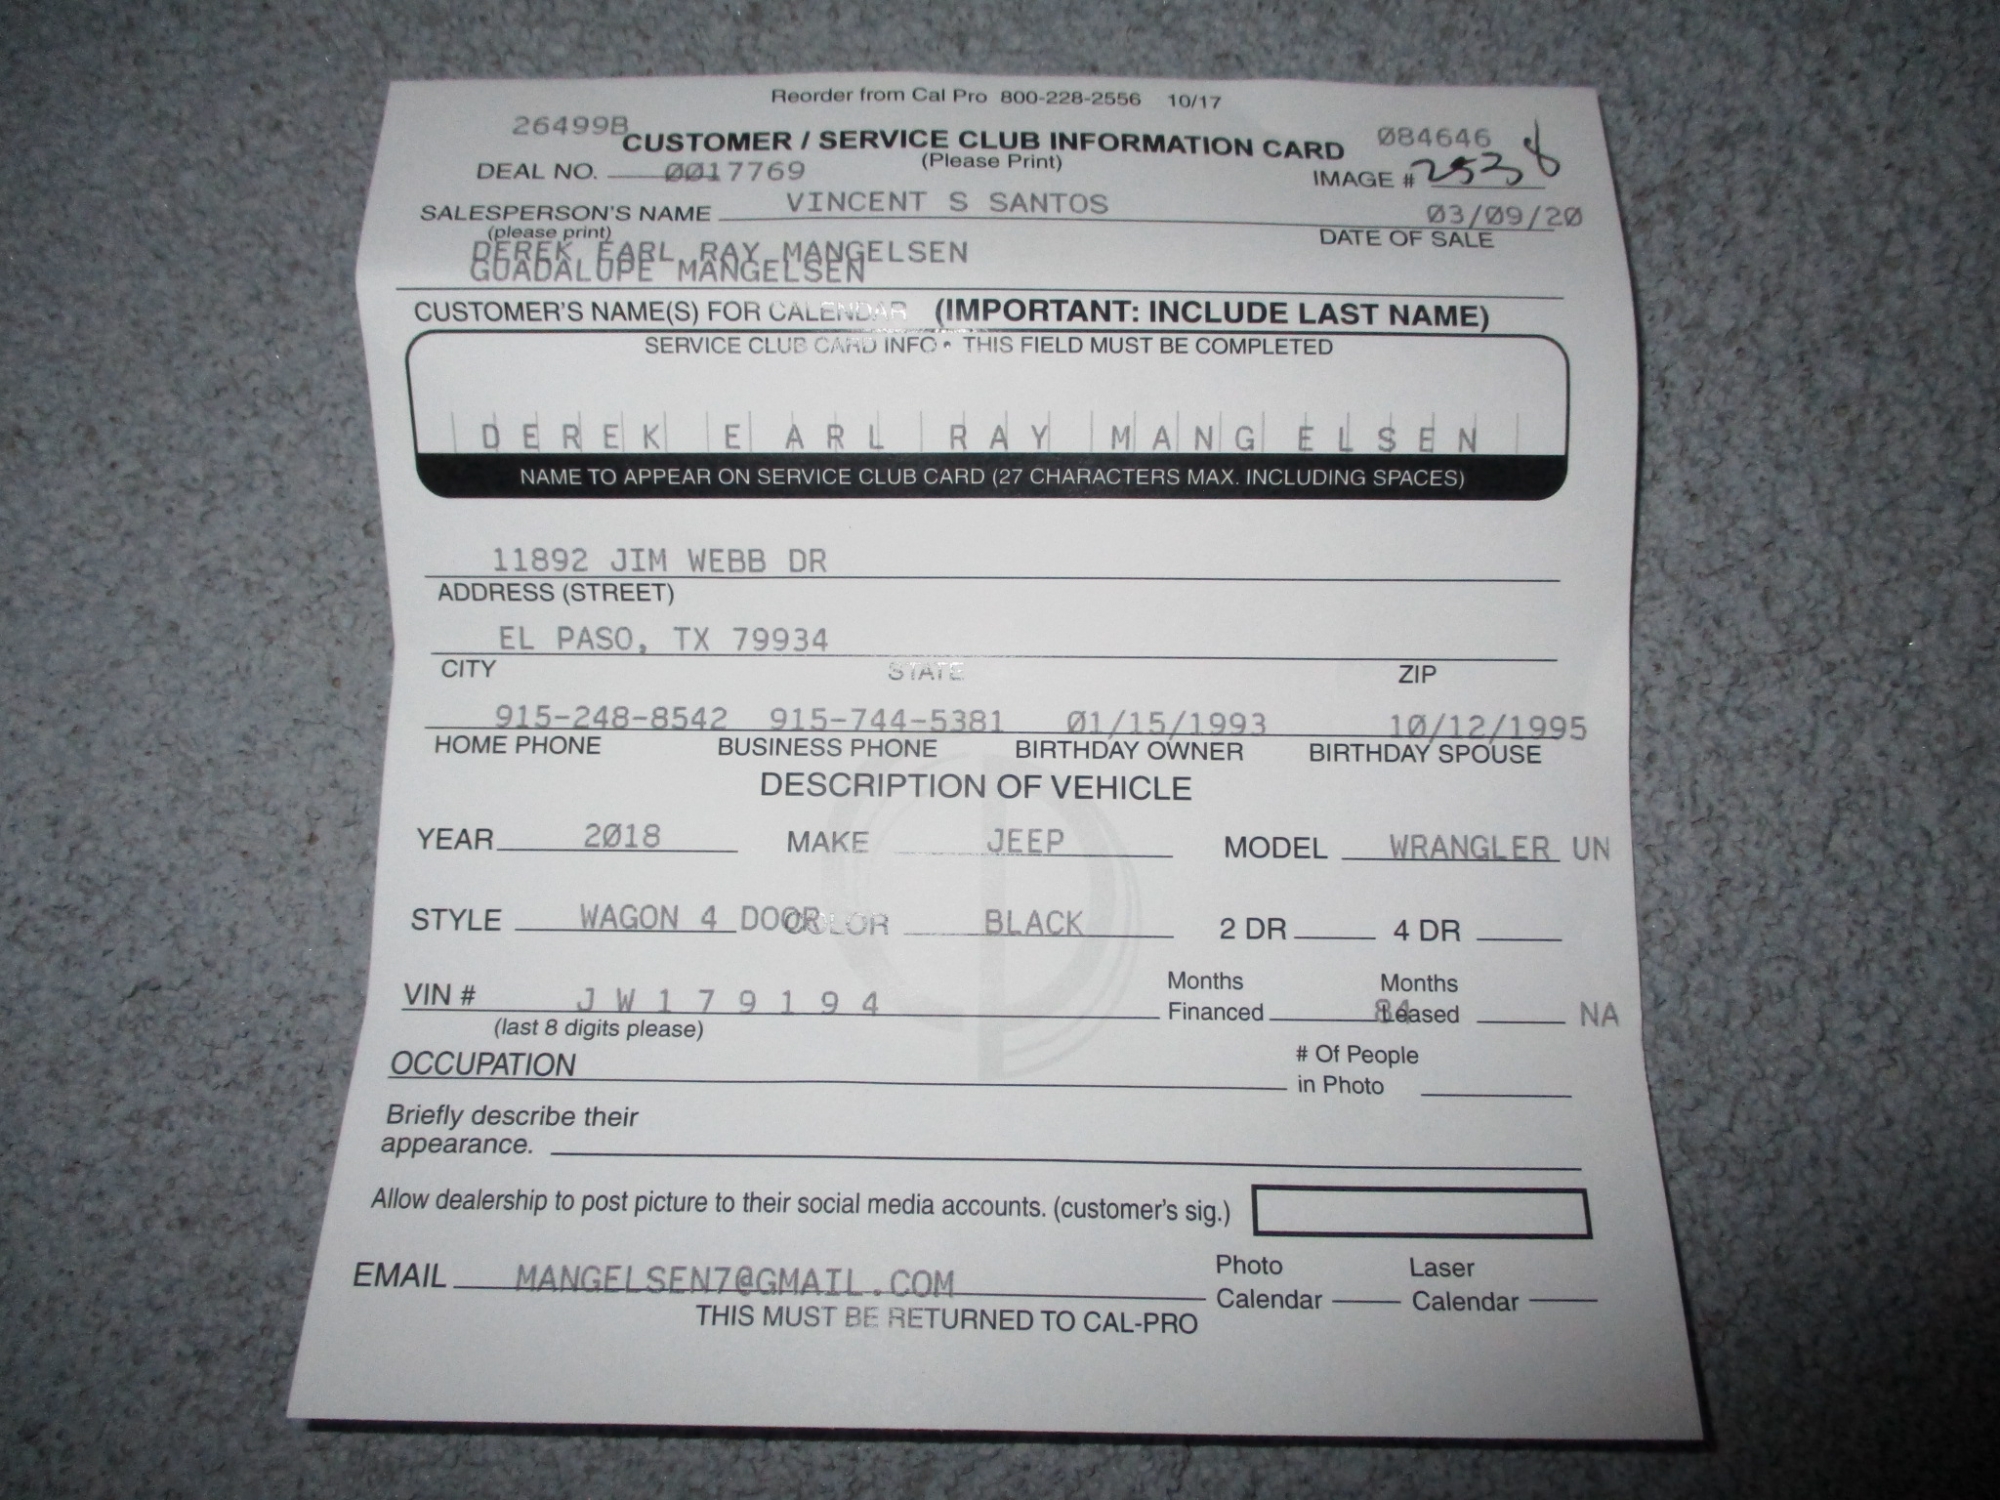 Reorder from Cal Pro 800-228-2556 10/17
26499B CUSTOMER / SERVICE CLUB INFORMATION CARD 084646
DEAL NO. 0017769 (Please Print) IMAGE # 2538
SALESPERSON'S NAME VINCENT S SANTOS 03/09/20
(please print) DATE OF SALE
DEREK EARL RAY MANGELSEN
GUADALUPE MANGELSEN
CUSTOMER'S NAME(S) FOR CALENDAR (IMPORTANT: INCLUDE LAST NAME)
SERVICE CLUB CARD INFO • THIS FIELD MUST BE COMPLETED
DEREK EARL RAY MANGELSEN
NAME TO APPEAR ON SERVICE CLUB CARD (27 CHARACTERS MAX. INCLUDING SPACES)
11892 JIM WEBB DR
ADDRESS (STREET)
EL PASO, TX 79934
CITY STATE ZIP
915-248-8542 915-744-5381 01/15/1993 10/12/1995
HOME PHONE BUSINESS PHONE BIRTHDAY OWNER BIRTHDAY SPOUSE
DESCRIPTION OF VEHICLE
YEAR 2018 MAKE JEEP MODEL WRANGLER UN
STYLE WAGON 4 DOOR COLOR BLACK 2 DR 4 DR
Months Months
VIN # JW179194 Financed 84 Leased NA
(last 8 digits please)
OCCUPATION # Of People
in Photo
Briefly describe their
appearance.
Allow dealership to post picture to their social media accounts. (customer's sig.)
EMAIL MANGELSEN7@GMAIL.COM Photo Laser
Calendar Calendar
THIS MUST BE RETURNED TO CAL-PRO